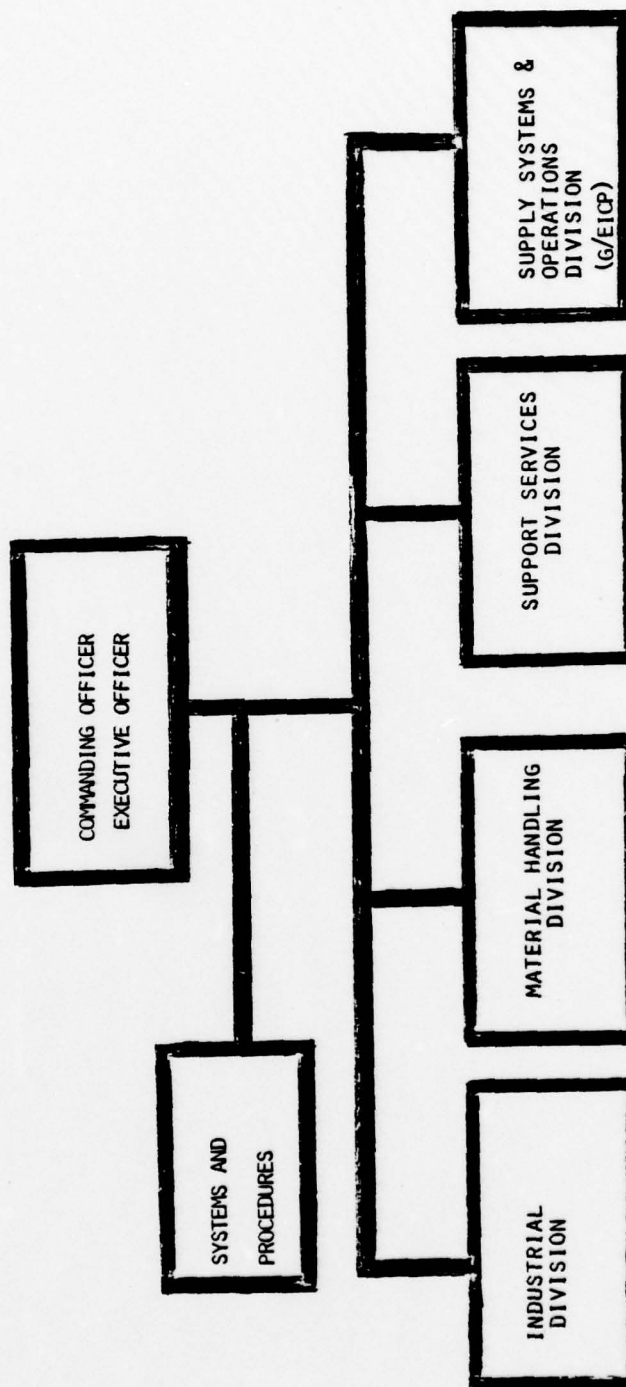 COMMANDING OFFICER
EXECUTIVE OFFICER
SYSTEMS AND
PROCEDURES
INDUSTRIAL
DIVISION
MATERIAL HANDLING
DIVISION
SUPPORT SERVICES
DIVISION
SUPPLY SYSTEMS &
OPERATIONS
DIVISION
(G/EICP)